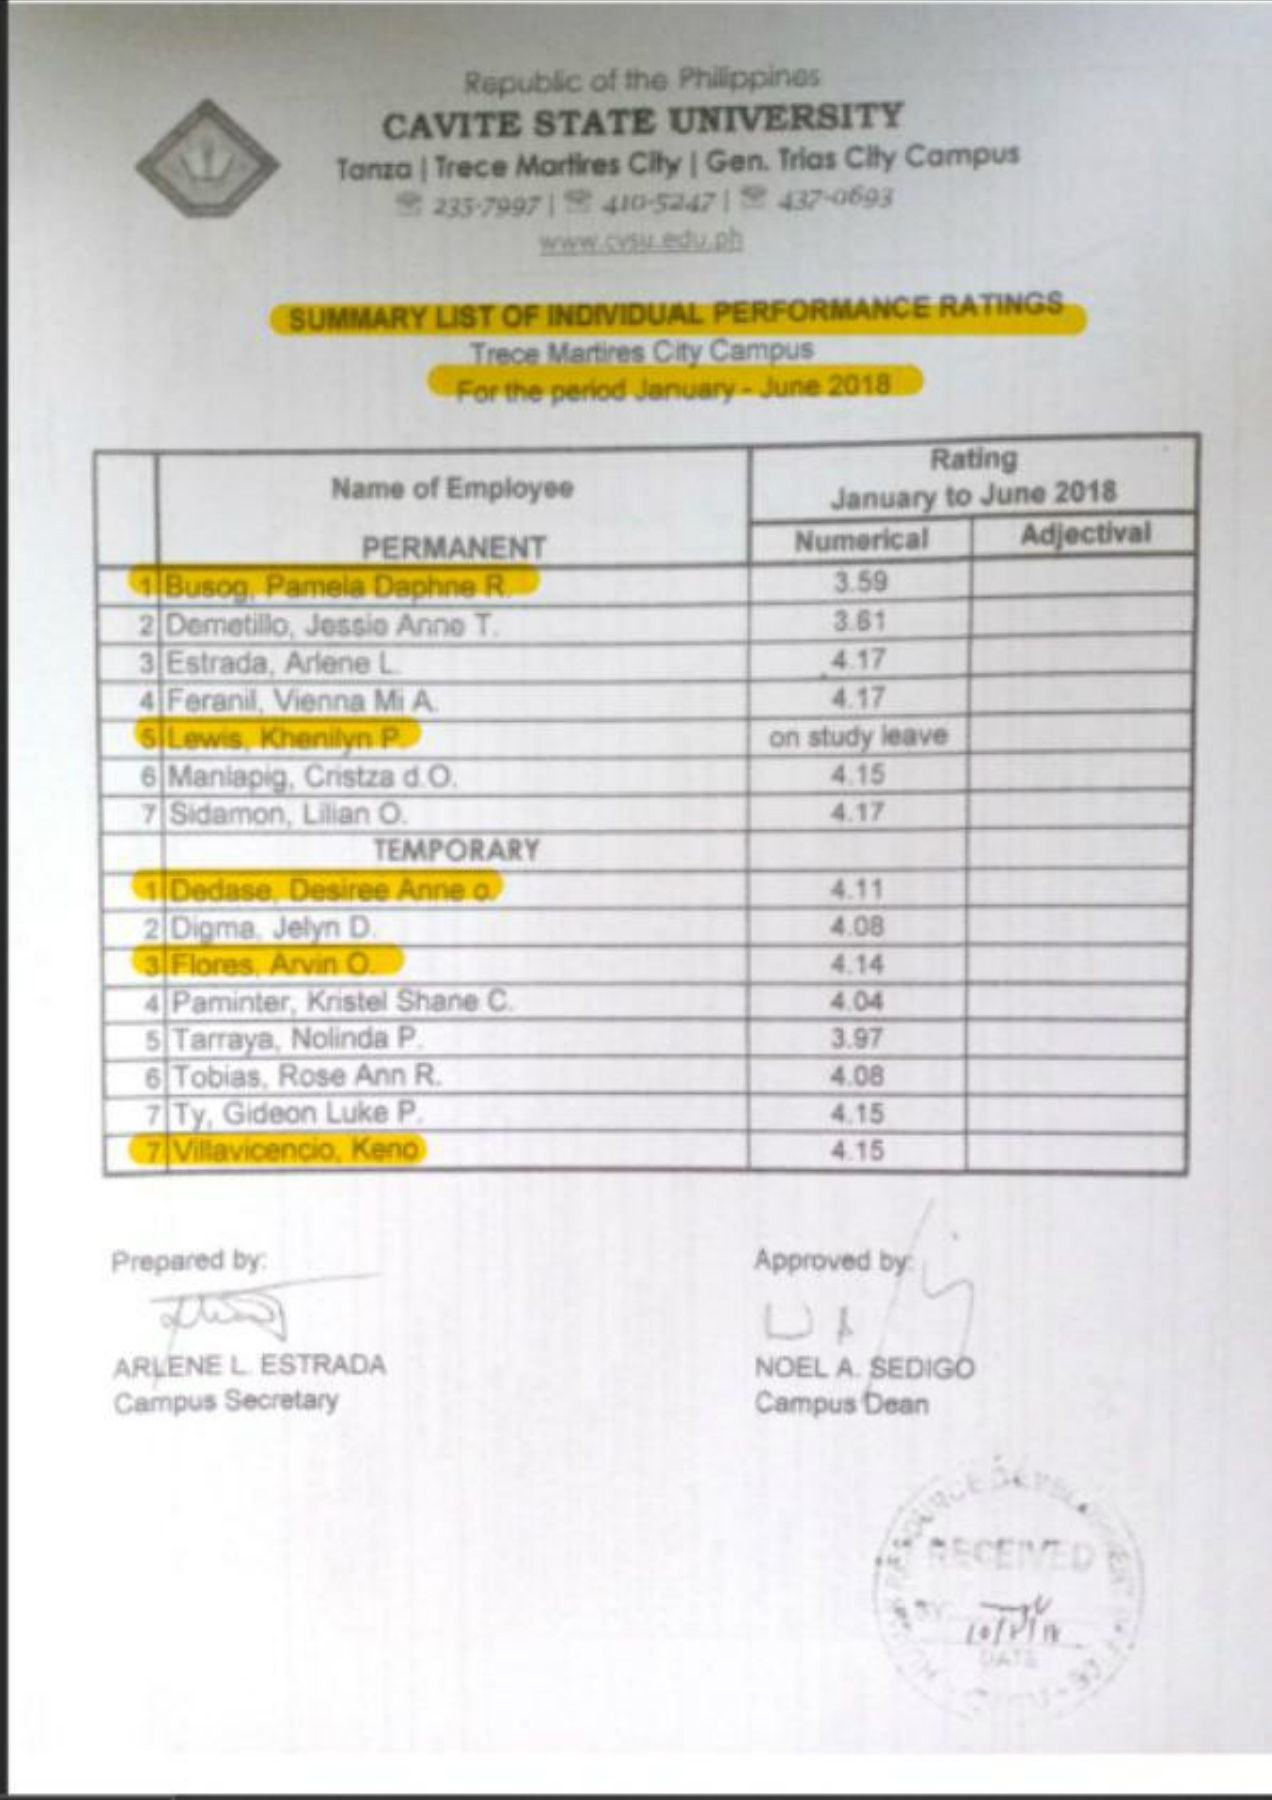 Republic of the Philippines
CAVITE STATE UNIVERSITY
Tanza | Trece Martires City | Gen. Trias City Campus
☎ 235-7997 | ☎ 410-5247 | ☎ 437-0693
www.cvsu.edu.ph
SUMMARY LIST OF INDIVIDUAL PERFORMANCE RATINGS
Trece Martires City Campus
For the period January - June 2018
Name of Employee Rating
January to June 2018
PERMANENT Numerical Adjectival
1 Busog, Pamela Daphne R. 3.59
2 Demetillo, Jessie Anne T. 3.61
3 Estrada, Arlene L. 4.17
4 Feranil, Vienna Mi A. 4.17
5 Lewis, Khenilyn P. on study leave
6 Manlapig, Cristza d.O. 4.15
7 Sidamon, Lilian O. 4.17
TEMPORARY
1 Dedase, Desiree Anne o. 4.11
2 Digma, Jelyn D. 4.08
3 Flores, Arvin O. 4.14
4 Paminter, Kristel Shane C. 4.04
5 Tarraya, Nolinda P. 3.97
6 Tobias, Rose Ann R. 4.08
7 Ty, Gideon Luke P. 4.15
7 Villavicencio, Keno 4.15
Prepared by: Approved by:
ARLENE L. ESTRADA NOEL A. SEDIGO
Campus Secretary Campus Dean
RECEIVED
BY
DATE